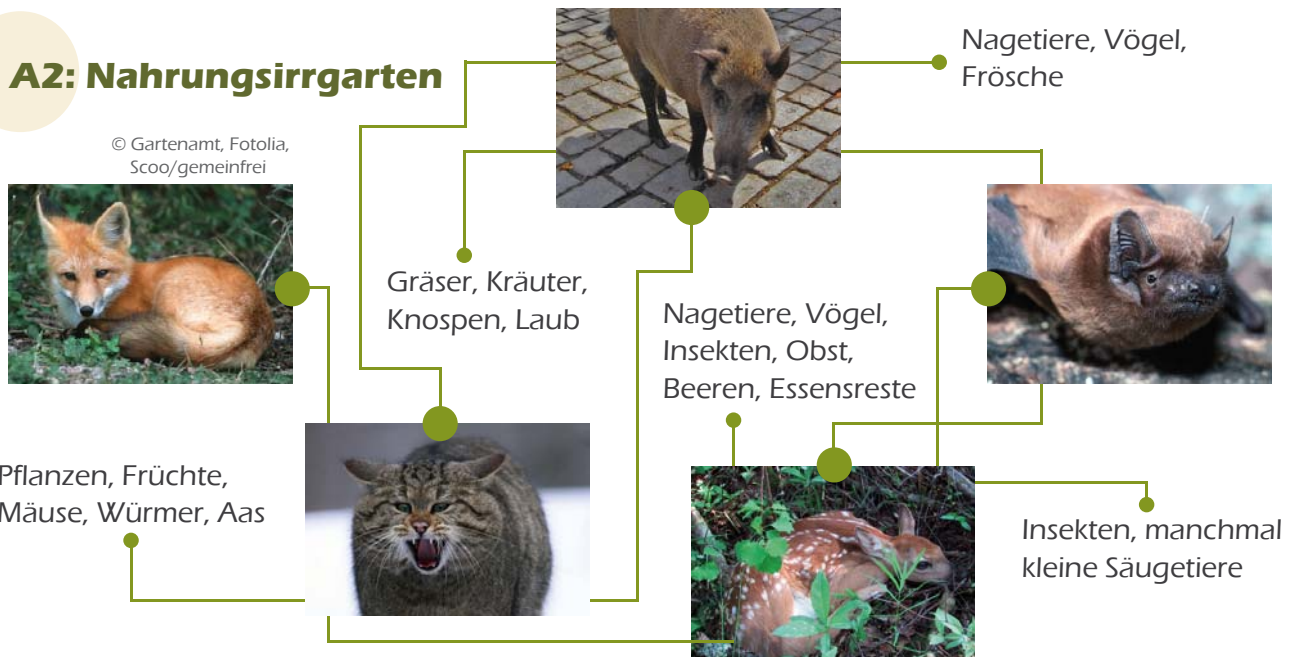 A2: Nahrungsirrgarten
© Gartenamt, Fotolia,
Scoo/gemeinfrei
Nagetiere, Vögel,
Frösche
Gräser, Kräuter,
Knospen, Laub
Nagetiere, Vögel,
Insekten, Obst,
Beeren, Essensreste
Pflanzen, Früchte,
Mäuse, Würmer, Aas
Insekten, manchmal
kleine Säugetiere